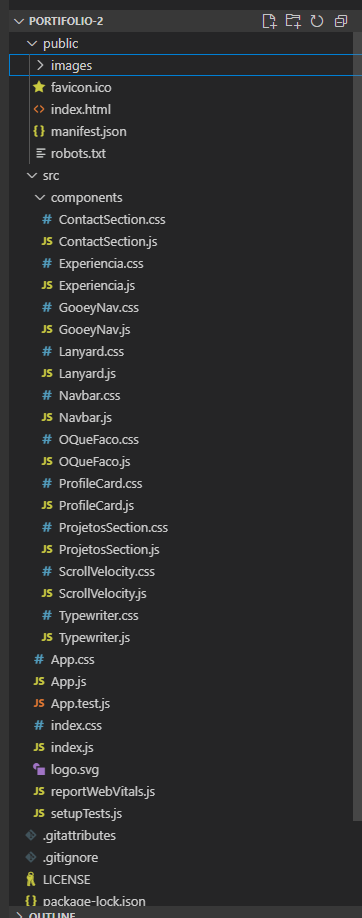 PORTIFOLIO-2
public
images
favicon.ico
index.html
manifest.json
robots.txt
src
components
ContactSection.css
ContactSection.js
Experiencia.css
Experiencia.js
GooeyNav.css
GooeyNav.js
Lanyard.css
Lanyard.js
Navbar.css
Navbar.js
OQueFaco.css
OQueFaco.js
ProfileCard.css
ProfileCard.js
ProjetosSection.css
ProjetosSection.js
ScrollVelocity.css
ScrollVelocity.js
Typewriter.css
Typewriter.js
App.css
App.js
App.test.js
index.css
index.js
logo.svg
reportWebVitals.js
setupTests.js
.gitattributes
.gitignore
LICENSE
package-lock.json
OUTLINE